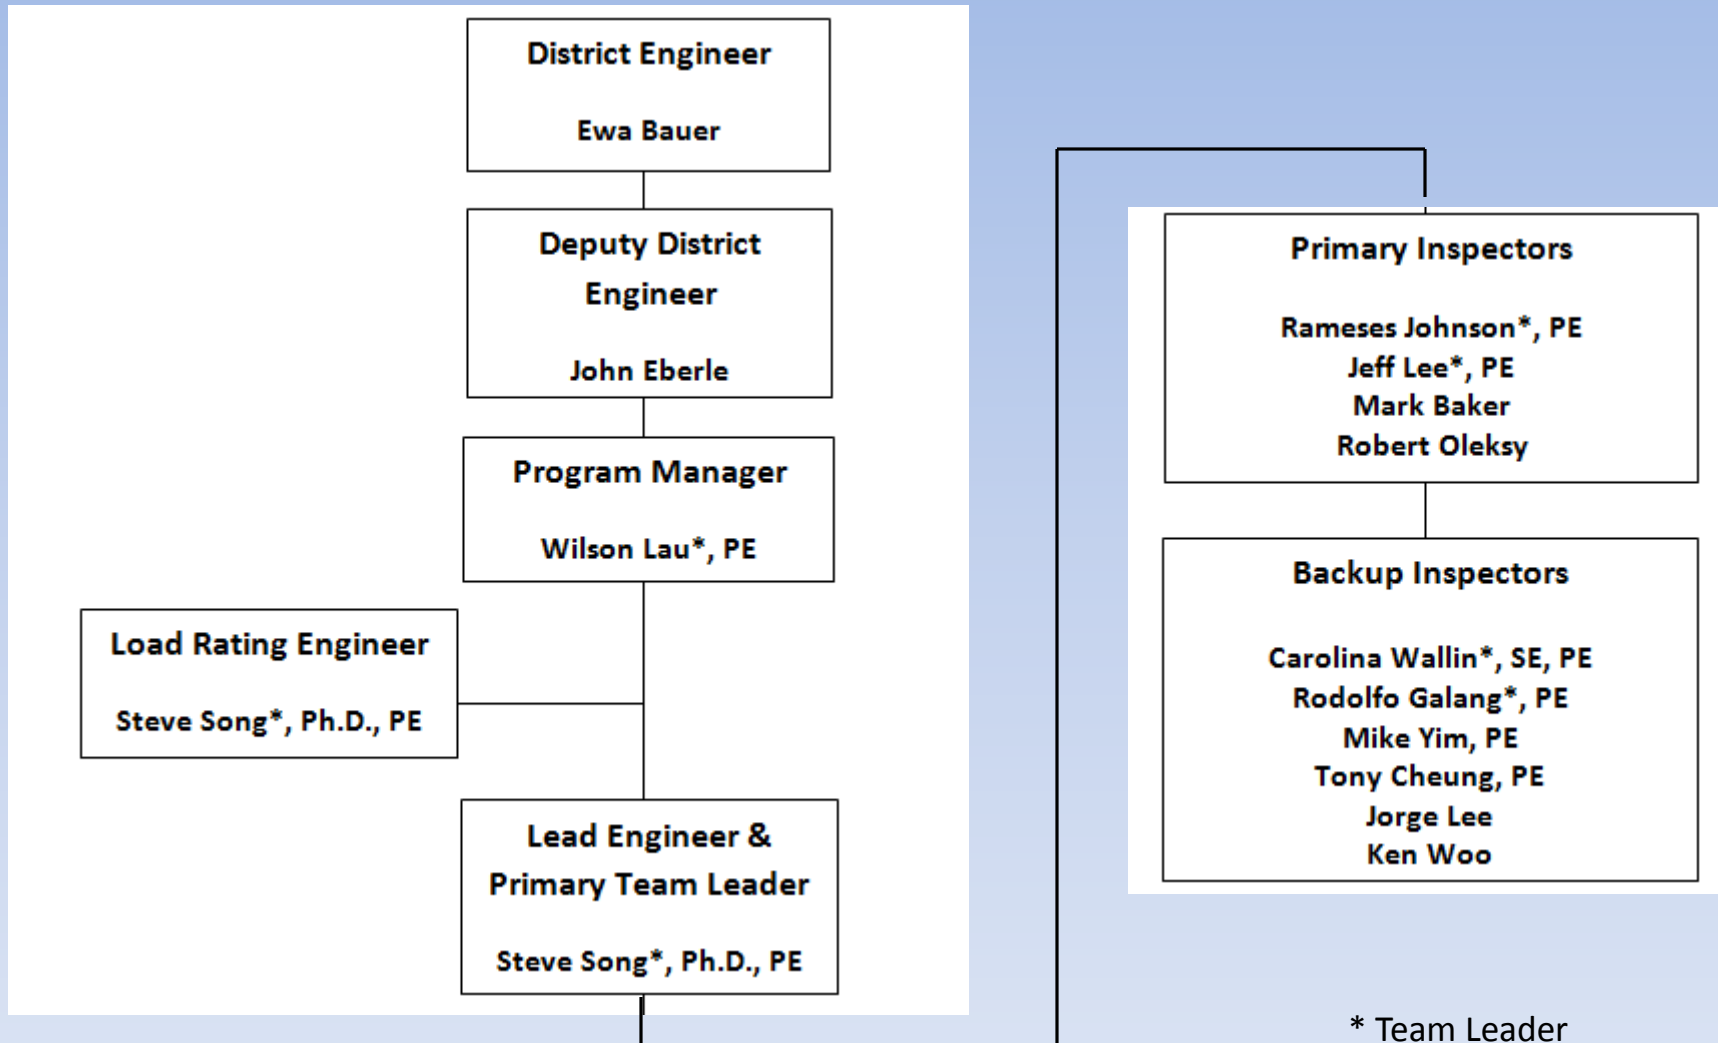 District Engineer
Ewa Bauer
Deputy District
Engineer
John Eberle
Program Manager
Wilson Lau*, PE
Load Rating Engineer
Steve Song*, Ph.D., PE
Lead Engineer &
Primary Team Leader
Steve Song*, Ph.D., PE
Primary Inspectors
Rameses Johnson*, PE
Jeff Lee*, PE
Mark Baker
Robert Oleksy
Backup Inspectors
Carolina Wallin*, SE, PE
Rodolfo Galang*, PE
Mike Yim, PE
Tony Cheung, PE
Jorge Lee
Ken Woo
* Team Leader